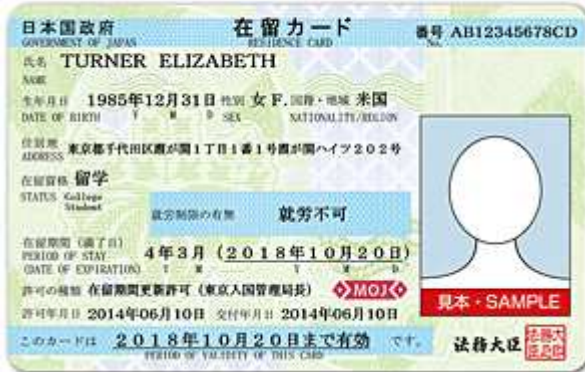 日本国政府 在留カード 番号 AB12345678CD
GOVERNMENT OF JAPAN RESIDENCE CARD No.
氏名 TURNER ELIZABETH
NAME
生年月日 1985年12月31日 性別 女 F. 国籍・地域 米国
DATE OF BIRTH Y M D SEX NATIONALITY/REGION
住居地 東京都千代田区霞が関1丁目1番1号霞が関ハイツ202号
ADDRESS
在留資格 留学
STATUS College
Student
就労制限の有無 就労不可
在留期間(満了日) 4年3月(2018年10月20日)
PERIOD OF STAY
(DATE OF EXPIRATION) Y M Y M D
許可の種類 在留期間更新許可(東京入国管理局長) MOJ
見本・SAMPLE
許可年月日 2014年06月10日 交付年月日 2014年06月10日
このカードは 2018年10月20日まで有効 です。
PERIOD OF VALIDITY OF THIS CARD
法務大臣